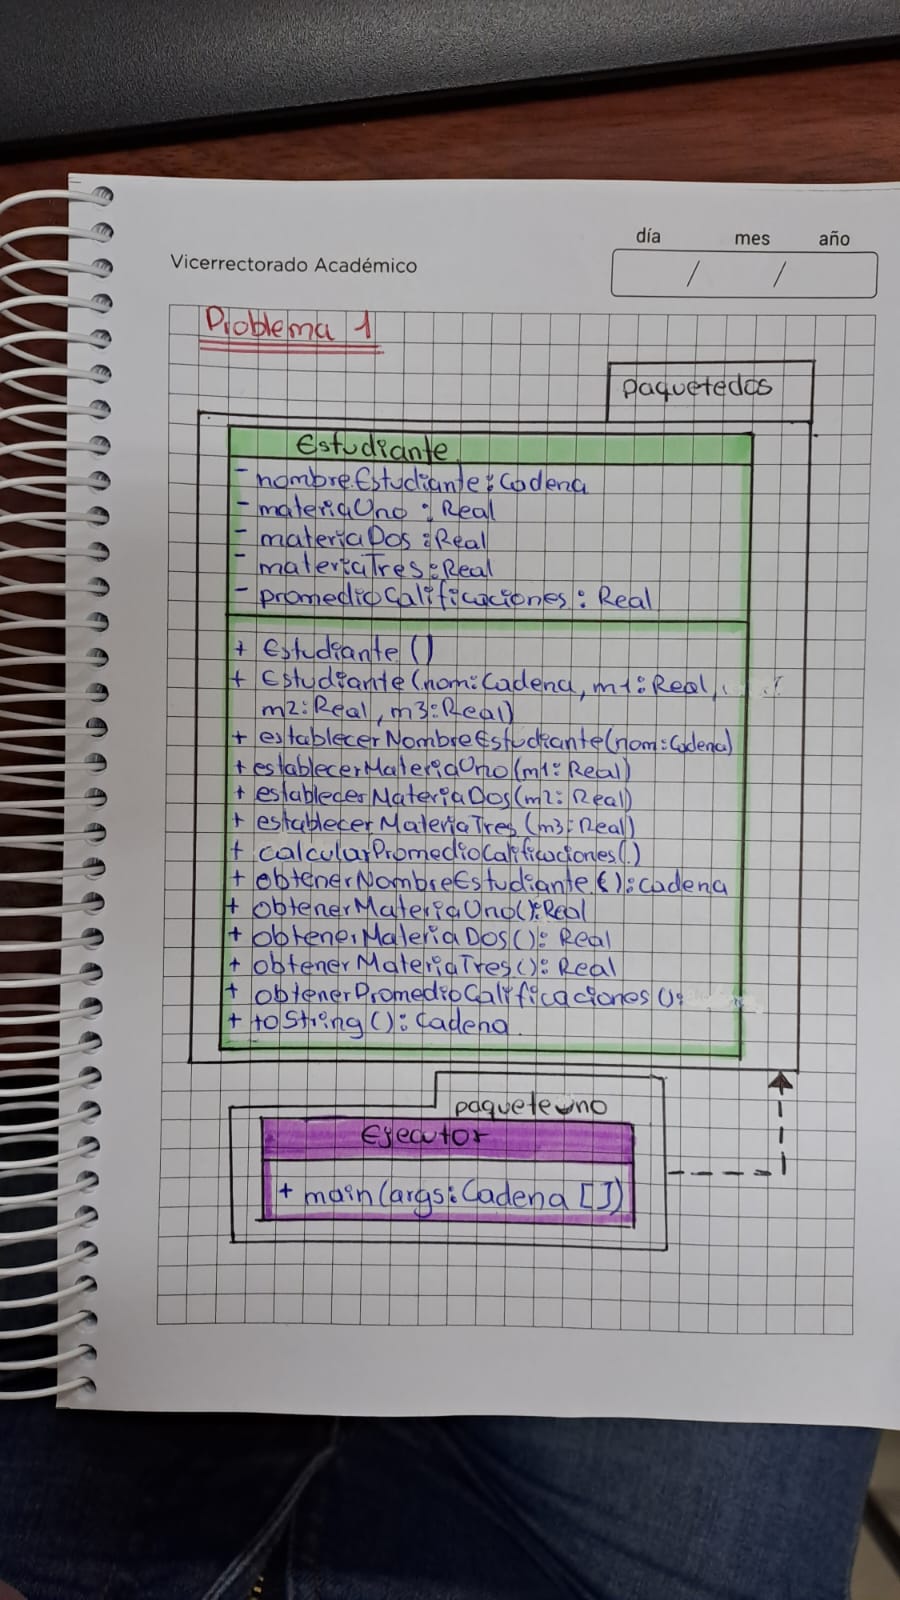 día mes año
Vicerrectorado Académico
/ /
Problema 1
paquetedos
Estudiante
- nombreEstudiante: Cadena
- materiaUno : Real
- materiaDos : Real
- materiaTres : Real
- promedioCalificaciones : Real
+ Estudiante ()
+ Estudiante (nom: Cadena, m1: Real,
m2: Real, m3: Real)
+ establecerNombreEstudiante(nom: Cadena)
+ establecerMateriaUno (m1: Real)
+ establecerMateriaDos(m2: Real)
+ establecerMateriaTres (m3: Real)
+ calcularPromedioCalificaciones()
+ obtenerNombreEstudiante (): cadena
+ obtenerMateriaUno(): Real
+ obtenerMateriaDos(): Real
+ obtenerMateriaTres(): Real
+ obtenerPromedioCalificaciones():
+ toString(): Cadena
paqueteuno
Ejecutor
+ main(args: Cadena [])